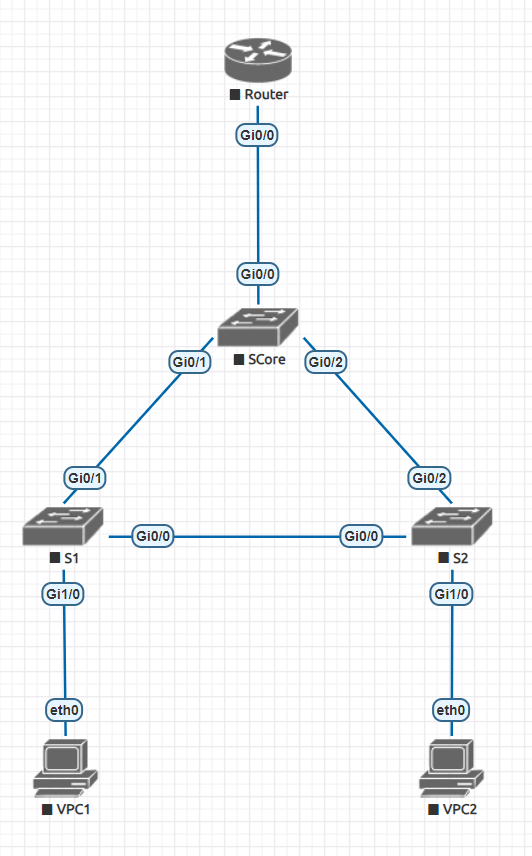 Router
Gi0/0
Gi0/0
SCore
Gi0/1
Gi0/2
Gi0/1
Gi0/2
Gi0/0
Gi0/0
S1
S2
Gi1/0
Gi1/0
eth0
eth0
VPC1
VPC2